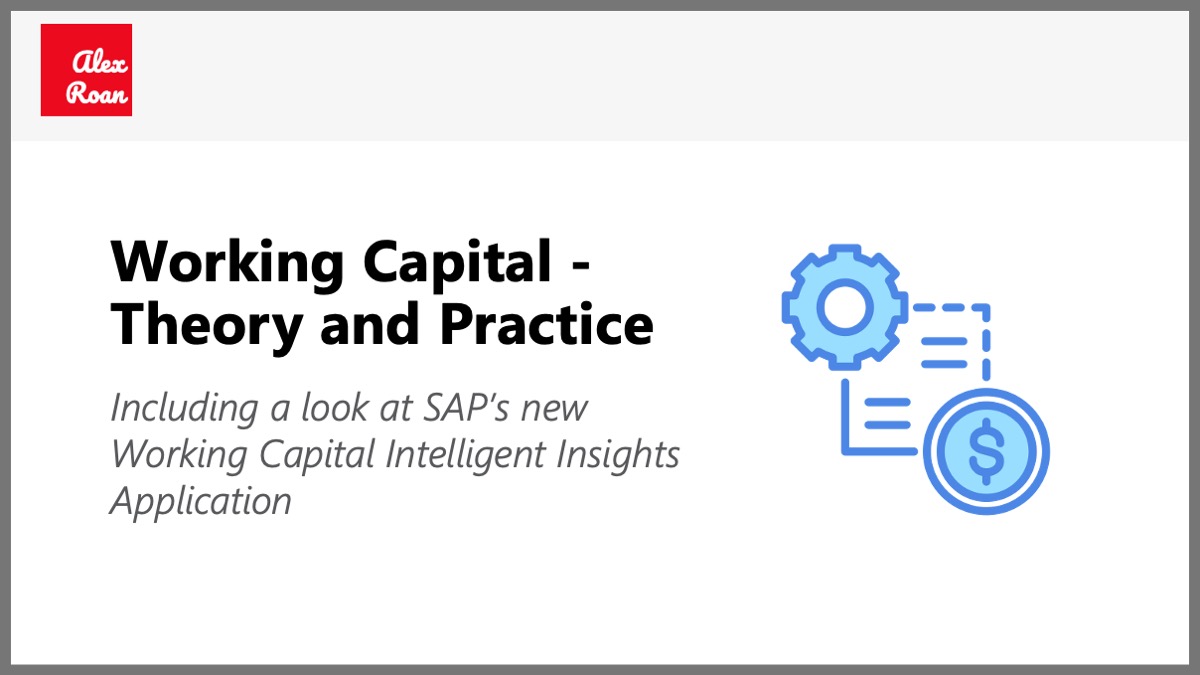 Alex
Roan
Working Capital -
Theory and Practice
Including a look at SAP's new
Working Capital Intelligent Insights
Application
$